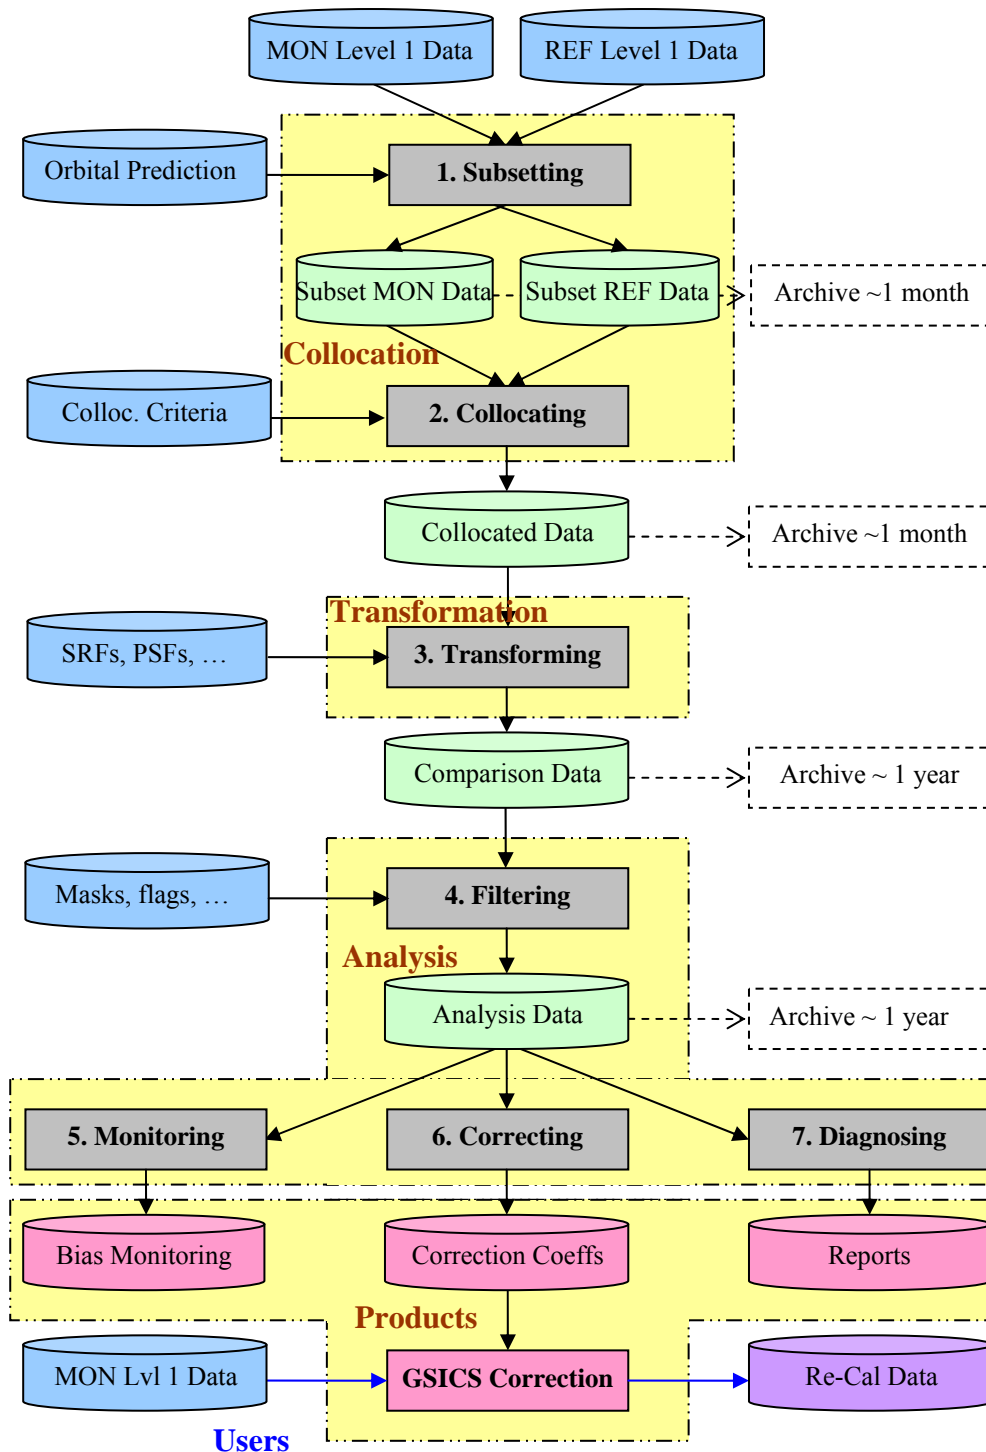 MON Level 1 Data
REF Level 1 Data
Orbital Prediction
1. Subsetting
Subset MON Data
Subset REF Data
Archive ~1 month
Collocation
Colloc. Criteria
2. Collocating
Collocated Data
Archive ~1 month
Transformation
SRFs, PSFs, …
3. Transforming
Comparison Data
Archive ~ 1 year
Masks, flags, …
4. Filtering
Analysis
Analysis Data
Archive ~ 1 year
5. Monitoring
6. Correcting
7. Diagnosing
Bias Monitoring
Correction Coeffs
Reports
Products
MON Lvl 1 Data
GSICS Correction
Re-Cal Data
Users